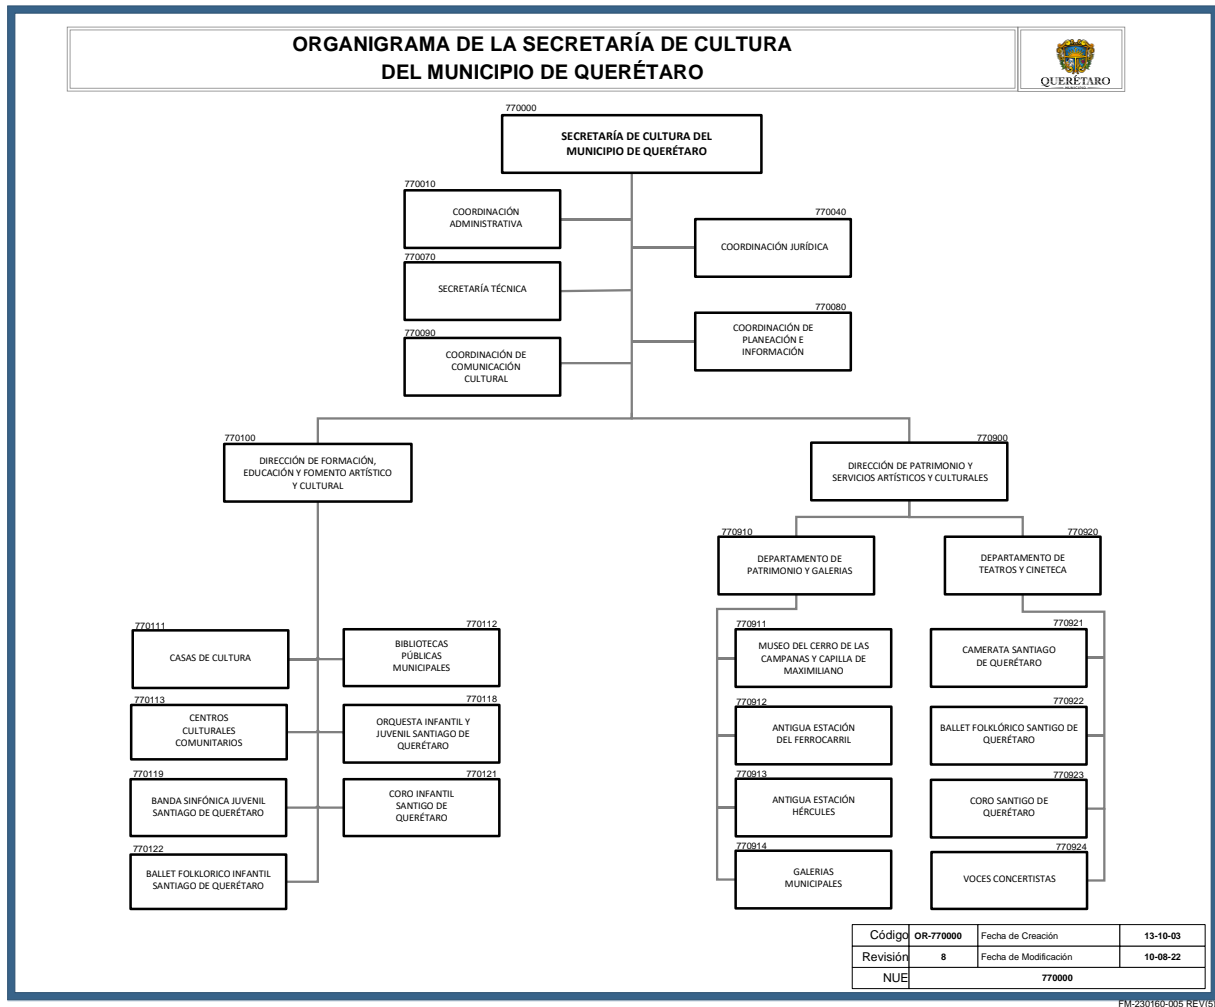 ORGANIGRAMA DE LA SECRETARÍA DE CULTURA
DEL MUNICIPIO DE QUERÉTARO
QUERÉTARO
MUNICIPIO
770000
SECRETARÍA DE CULTURA DEL
MUNICIPIO DE QUERÉTARO
770010
COORDINACIÓN
ADMINISTRATIVA
770040
COORDINACIÓN JURÍDICA
770070
SECRETARÍA TÉCNICA
770080
COORDINACIÓN DE
PLANEACIÓN E
INFORMACIÓN
770090
COORDINACIÓN DE
COMUNICACIÓN
CULTURAL
770100
DIRECCIÓN DE FORMACIÓN,
EDUCACIÓN Y FOMENTO ARTÍSTICO
Y CULTURAL
770900
DIRECCIÓN DE PATRIMONIO Y
SERVICIOS ARTÍSTICOS Y CULTURALES
770910
DEPARTAMENTO DE
PATRIMONIO Y GALERIAS
770920
DEPARTAMENTO DE
TEATROS Y CINETECA
770111
CASAS DE CULTURA
770112
BIBLIOTECAS
PÚBLICAS
MUNICIPALES
770113
CENTROS
CULTURALES
COMUNITARIOS
770118
ORQUESTA INFANTIL Y
JUVENIL SANTIAGO DE
QUERÉTARO
770119
BANDA SINFÓNICA JUVENIL
SANTIAGO DE QUERÉTARO
770121
CORO INFANTIL
SANTIGO DE
QUERÉTARO
770122
BALLET FOLKLORICO INFANTIL
SANTIAGO DE QUERÉTARO
770911
MUSEO DEL CERRO DE LAS
CAMPANAS Y CAPILLA DE
MAXIMILIANO
770912
ANTIGUA ESTACIÓN
DEL FERROCARRIL
770913
ANTIGUA ESTACIÓN
HÉRCULES
770914
GALERIAS
MUNICIPALES
770921
CAMERATA SANTIAGO
DE QUERÉTARO
770922
BALLET FOLKLÓRICO SANTIGO DE
QUERÉTARO
770923
CORO SANTIGO DE
QUERÉTARO
770924
VOCES CONCERTISTAS
Código OR-770000 Fecha de Creación 13-10-03
Revisión 8 Fecha de Modificación 10-08-22
NUE 770000
FM-230160-005 REV(5)